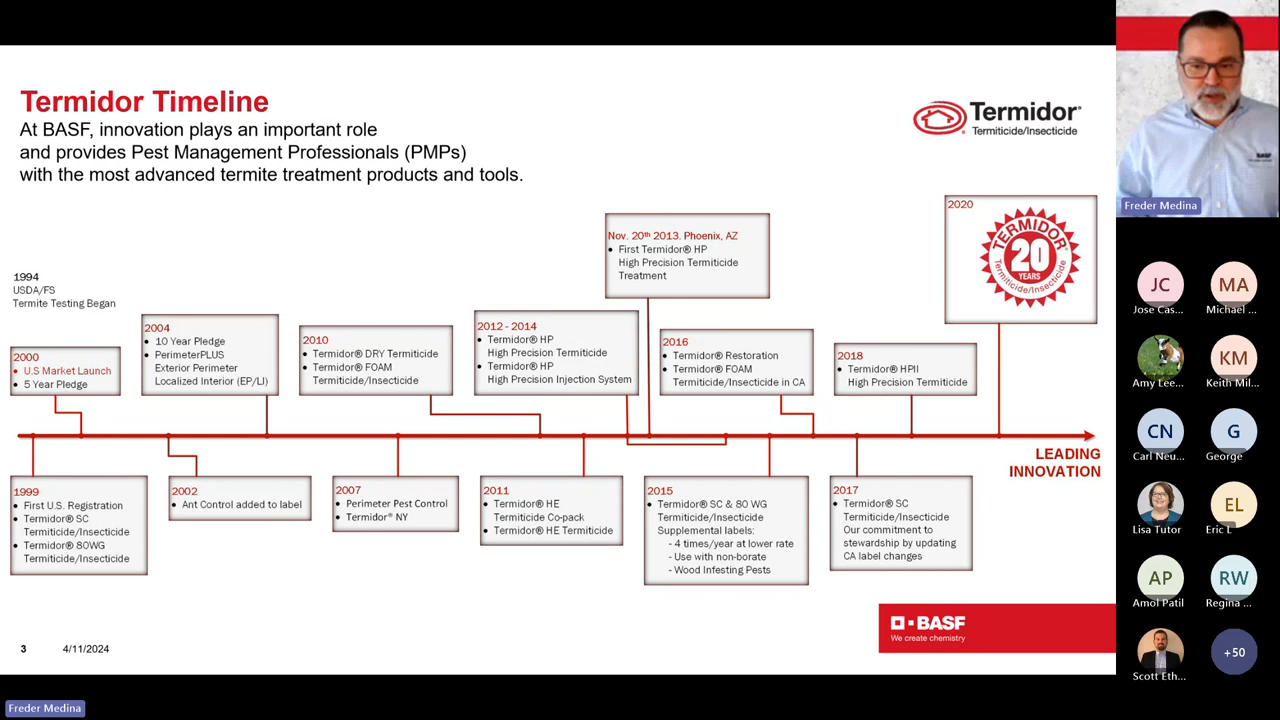 Termidor Timeline
At BASF, innovation plays an important role
and provides Pest Management Professionals (PMPs)
with the most advanced termite treatment products and tools.
Termidor®
Termiticide/Insecticide
1994
USDA/FS
Termite Testing Began
2000
• U.S Market Launch
• 5 Year Pledge
2004
• 10 Year Pledge
• PerimeterPLUS
Exterior Perimeter
Localized Interior (EP/LI)
2010
• Termidor® DRY Termiticide
• Termidor® FOAM
Termiticide/Insecticide
2012 - 2014
• Termidor® HP
High Precision Termiticide
• Termidor® HP
High Precision Injection System
Nov. 20th 2013. Phoenix, AZ
• First Termidor® HP
High Precision Termiticide
Treatment
2016
• Termidor® Restoration
• Termidor® FOAM
Termiticide/Insecticide in CA
2018
• Termidor® HPII
High Precision Termiticide
2020
TERMIDOR®
20
YEARS
Termiticide/Insecticide
LEADING
INNOVATION
1999
• First U.S. Registration
• Termidor® SC
Termiticide/Insecticide
• Termidor® 80WG
Termiticide/Insecticide
2002
• Ant Control added to label
2007
• Perimeter Pest Control
• Termidor® NY
2011
• Termidor® HE
Termiticide Co-pack
• Termidor® HE Termiticide
2015
• Termidor® SC & 80 WG
Termiticide/Insecticide
Supplemental labels:
- 4 times/year at lower rate
- Use with non-borate
- Wood Infesting Pests
2017
• Termidor® SC
Termiticide/Insecticide
Our commitment to
stewardship by updating
CA label changes
BASF
We create chemistry
3 4/11/2024
Freder Medina
BASF
Freder Medina
JC MA
Jose Cas... Michael ...
KM
Amy Lee... Keith Mil...
CN G
Carl Neu... George
EL
Lisa Tutor Eric L
AP RW
Amol Patil Regina ...
+50
Scott Eth...